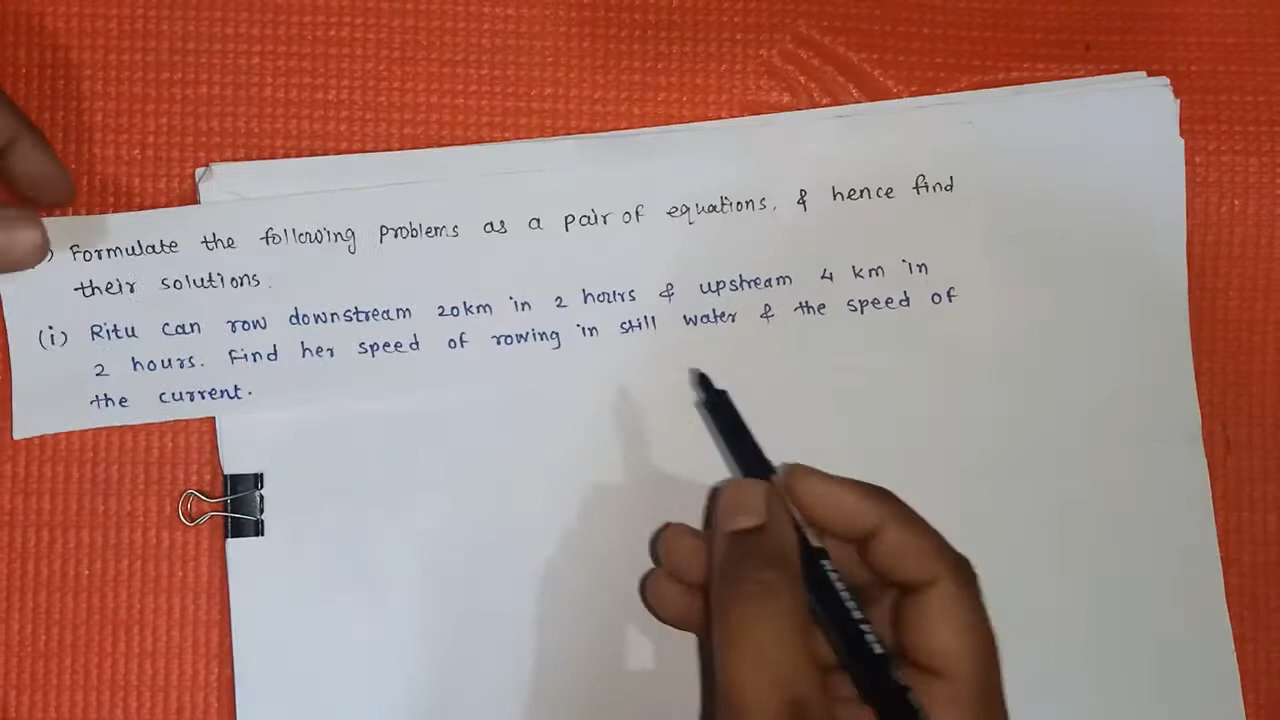 ) Formulate the following problems as a pair of equations, & hence find
their solutions.
(i) Ritu can row downstream 20km in 2 hours & upstream 4 km in
2 hours. Find her speed of rowing in still water & the speed of
the current.